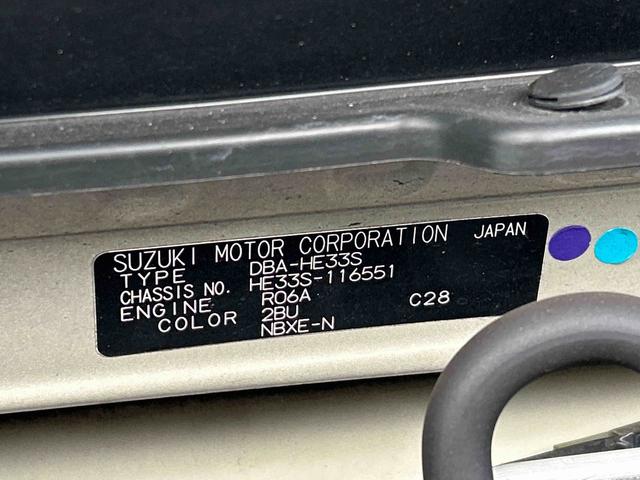 SUZUKI MOTOR CORPORATION JAPAN
TYPE DBA-HE33S
CHASSIS NO. HE33S-116551
ENGINE R06A C28
COLOR 2BU
NBXE-N